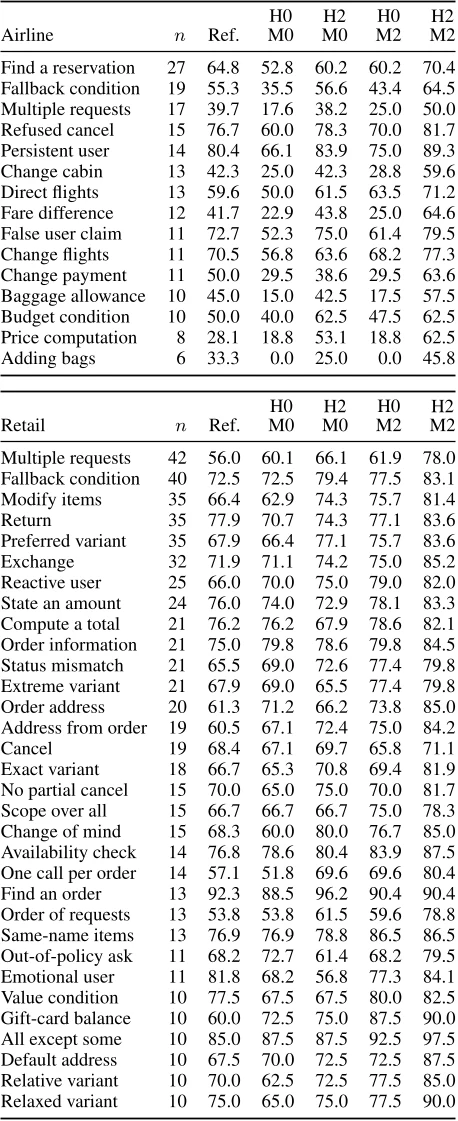 H0 H2 H0 H2
Airline n Ref. M0 M0 M2 M2
Find a reservation 27 64.8 52.8 60.2 60.2 70.4
Fallback condition 19 55.3 35.5 56.6 43.4 64.5
Multiple requests 17 39.7 17.6 38.2 25.0 50.0
Refused cancel 15 76.7 60.0 78.3 70.0 81.7
Persistent user 14 80.4 66.1 83.9 75.0 89.3
Change cabin 13 42.3 25.0 42.3 28.8 59.6
Direct flights 13 59.6 50.0 61.5 63.5 71.2
Fare difference 12 41.7 22.9 43.8 25.0 64.6
False user claim 11 72.7 52.3 75.0 61.4 79.5
Change flights 11 70.5 56.8 63.6 68.2 77.3
Change payment 11 50.0 29.5 38.6 29.5 63.6
Baggage allowance 10 45.0 15.0 42.5 17.5 57.5
Budget condition 10 50.0 40.0 62.5 47.5 62.5
Price computation 8 28.1 18.8 53.1 18.8 62.5
Adding bags 6 33.3 0.0 25.0 0.0 45.8
H0 H2 H0 H2
Retail n Ref. M0 M0 M2 M2
Multiple requests 42 56.0 60.1 66.1 61.9 78.0
Fallback condition 40 72.5 72.5 79.4 77.5 83.1
Modify items 35 66.4 62.9 74.3 75.7 81.4
Return 35 77.9 70.7 74.3 77.1 83.6
Preferred variant 35 67.9 66.4 77.1 75.7 83.6
Exchange 32 71.9 71.1 74.2 75.0 85.2
Reactive user 25 66.0 70.0 75.0 79.0 82.0
State an amount 24 76.0 74.0 72.9 78.1 83.3
Compute a total 21 76.2 76.2 67.9 78.6 82.1
Order information 21 75.0 79.8 78.6 79.8 84.5
Status mismatch 21 65.5 69.0 72.6 77.4 79.8
Extreme variant 21 67.9 69.0 65.5 77.4 79.8
Order address 20 61.3 71.2 66.2 73.8 85.0
Address from order 19 60.5 67.1 72.4 75.0 84.2
Cancel 19 68.4 67.1 69.7 65.8 71.1
Exact variant 18 66.7 65.3 70.8 69.4 81.9
No partial cancel 15 70.0 65.0 75.0 70.0 81.7
Scope over all 15 66.7 66.7 66.7 75.0 78.3
Change of mind 15 68.3 60.0 80.0 76.7 85.0
Availability check 14 76.8 78.6 80.4 83.9 87.5
One call per order 14 57.1 51.8 69.6 69.6 80.4
Find an order 13 92.3 88.5 96.2 90.4 90.4
Order of requests 13 53.8 53.8 61.5 59.6 78.8
Same-name items 13 76.9 76.9 78.8 86.5 86.5
Out-of-policy ask 11 68.2 72.7 61.4 68.2 79.5
Emotional user 11 81.8 68.2 56.8 77.3 84.1
Value condition 10 77.5 67.5 67.5 80.0 82.5
Gift-card balance 10 60.0 72.5 75.0 87.5 90.0
All except some 10 85.0 87.5 87.5 92.5 97.5
Default address 10 67.5 70.0 72.5 72.5 87.5
Relative variant 10 70.0 62.5 72.5 77.5 85.0
Relaxed variant 10 75.0 65.0 75.0 77.5 90.0